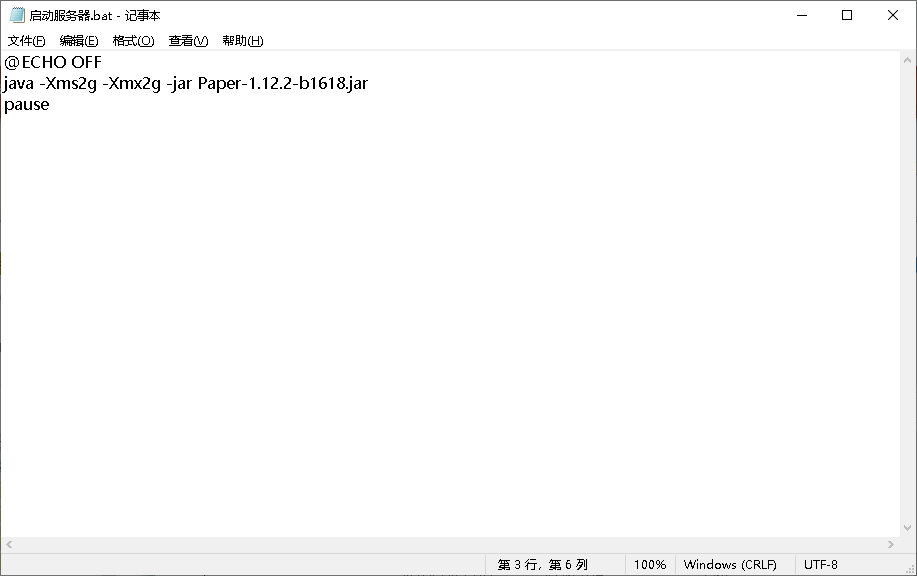 启动服务器.bat - 记事本
文件(F) 编辑(E) 格式(O) 查看(V) 帮助(H)
@ECHO OFF
java -Xms2g -Xmx2g -jar Paper-1.12.2-b1618.jar
pause
第 3 行，第 6 列 100% Windows (CRLF) UTF-8